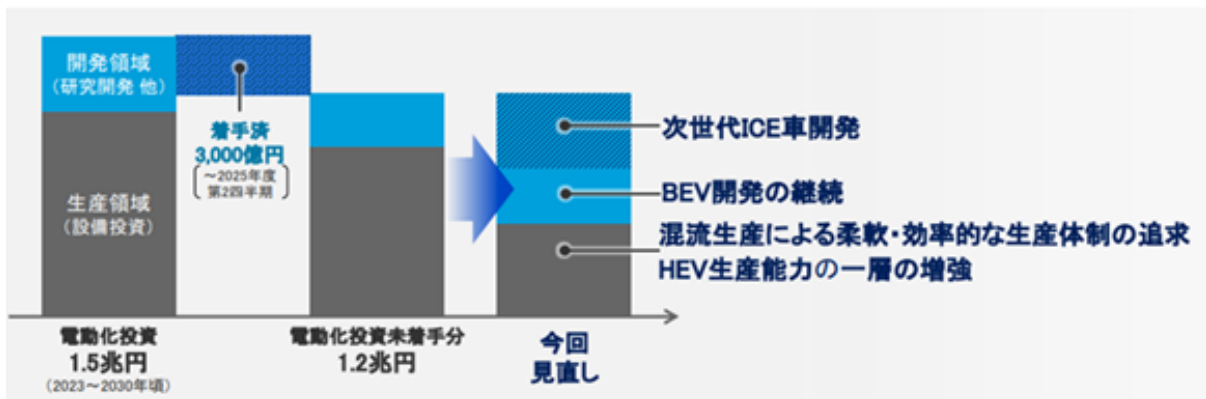 開発領域
（研究開発 他）
着手済
3,000億円
～2025年度
第2四半期
生産領域
（設備投資）
次世代ICE車開発
BEV開発の継続
混流生産による柔軟・効率的な生産体制の追求
HEV生産能力の一層の増強
電動化投資
1.5兆円
（2023～2030年頃）
電動化投資未着手分
1.2兆円
今回
見直し